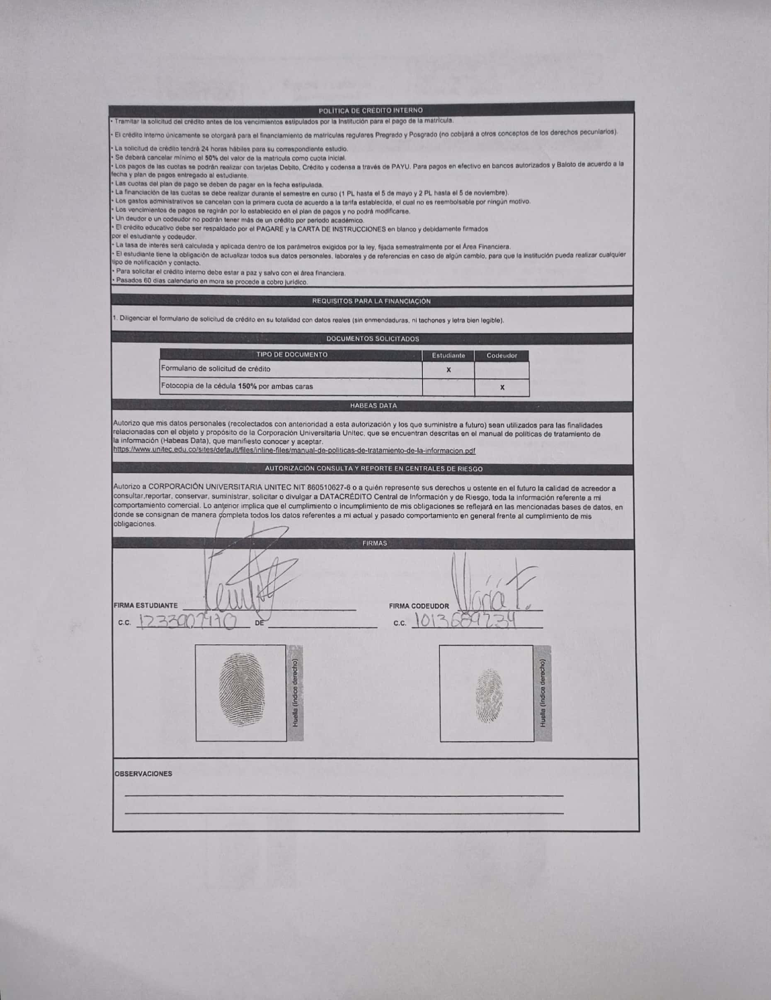 POLÍTICA DE CRÉDITO INTERNO
• Tramitar la solicitud del crédito antes de los vencimientos estipulados por la Institución para el pago de la matrícula.
• El crédito interno únicamente se otorgará para el financiamiento de matrículas regulares Pregrado y Posgrado (no cobijará a otros conceptos de los derechos pecuniarios).
• La solicitud de crédito tendrá 24 horas hábiles para su correspondiente estudio.
• Se deberá cancelar mínimo el 50% del valor de la matrícula como cuota inicial.
• Los pagos de las cuotas se podrán realizar con tarjetas Debito, Crédito y codensa a través de PAYU. Para pagos en efectivo en bancos autorizados y Baloto de acuerdo a la
fecha y plan de pagos entregado al estudiante.
• Las cuotas del plan de pago se deben de pagar en la fecha estipulada.
• La financiación de las cuotas se debe realizar durante el semestre en curso (1 PL hasta el 5 de mayo y 2 PL hasta el 5 de noviembre).
• Los gastos administrativos se cancelan con la primera cuota de acuerdo a la tarifa establecida, el cual no es reembolsable por ningún motivo.
• Los vencimientos de pagos se regirán por lo establecido en el plan de pagos y no podrá modificarse.
• Un deudor o un codeudor no podrán tener más de un crédito por periodo académico.
• El crédito educativo debe ser respaldado por el PAGARE y la CARTA DE INSTRUCCIONES en blanco y debidamente firmados
por el estudiante y codeudor.
• La tasa de interés será calculada y aplicada dentro de los parámetros exigidos por la ley, fijada semestralmente por el Área Financiera.
• El estudiante tiene la obligación de actualizar todos sus datos personales, laborales y de referencias en caso de algún cambio, para que la institución pueda realizar cualquier
tipo de notificación y contacto.
• Para solicitar el crédito interno debe estar a paz y salvo con el área financiera.
• Pasados 60 días calendario en mora se procede a cobro jurídico.
REQUISITOS PARA LA FINANCIACIÓN
1. Diligenciar el formulario de solicitud de crédito en su totalidad con datos reales (sin enmendaduras, ni tachones y letra bien legible).
DOCUMENTOS SOLICITADOS
TIPO DE DOCUMENTO Estudiante Codeudor
Formulario de solicitud de crédito X
Fotocopia de la cédula 150% por ambas caras X
HABEAS DATA
Autorizo que mis datos personales (recolectados con anterioridad a esta autorización y los que suministre a futuro) sean utilizados para las finalidades
relacionadas con el objeto y propósito de la Corporación Universitaria Unitec, que se encuentran descritas en el manual de políticas de tratamiento de
la información (Habeas Data), que manifiesto conocer y aceptar.
https://www.unitec.edu.co/sites/default/files/inline-files/manual-de-politicas-de-tratamiento-de-la-informacion.pdf
AUTORIZACIÓN CONSULTA Y REPORTE EN CENTRALES DE RIESGO
Autorizo a CORPORACIÓN UNIVERSITARIA UNITEC NIT 860510627-6 o a quién represente sus derechos u ostente en el futuro la calidad de acreedor a
consultar,reportar, conservar, suministrar, solicitar o divulgar a DATACRÉDITO Central de Información y de Riesgo, toda la información referente a mi
comportamiento comercial. Lo anterior implica que el cumplimiento o incumplimiento de mis obligaciones se reflejará en las mencionadas bases de datos, en
donde se consignan de manera completa todos los datos referentes a mi actual y pasado comportamiento en general frente al cumplimiento de mis
obligaciones.
FIRMAS
FIRMA ESTUDIANTE FIRMA CODEUDOR María F.
C.C. DE C.C. 1013689234
Huella (índice derecho) Huella (índice derecho)
OBSERVACIONES